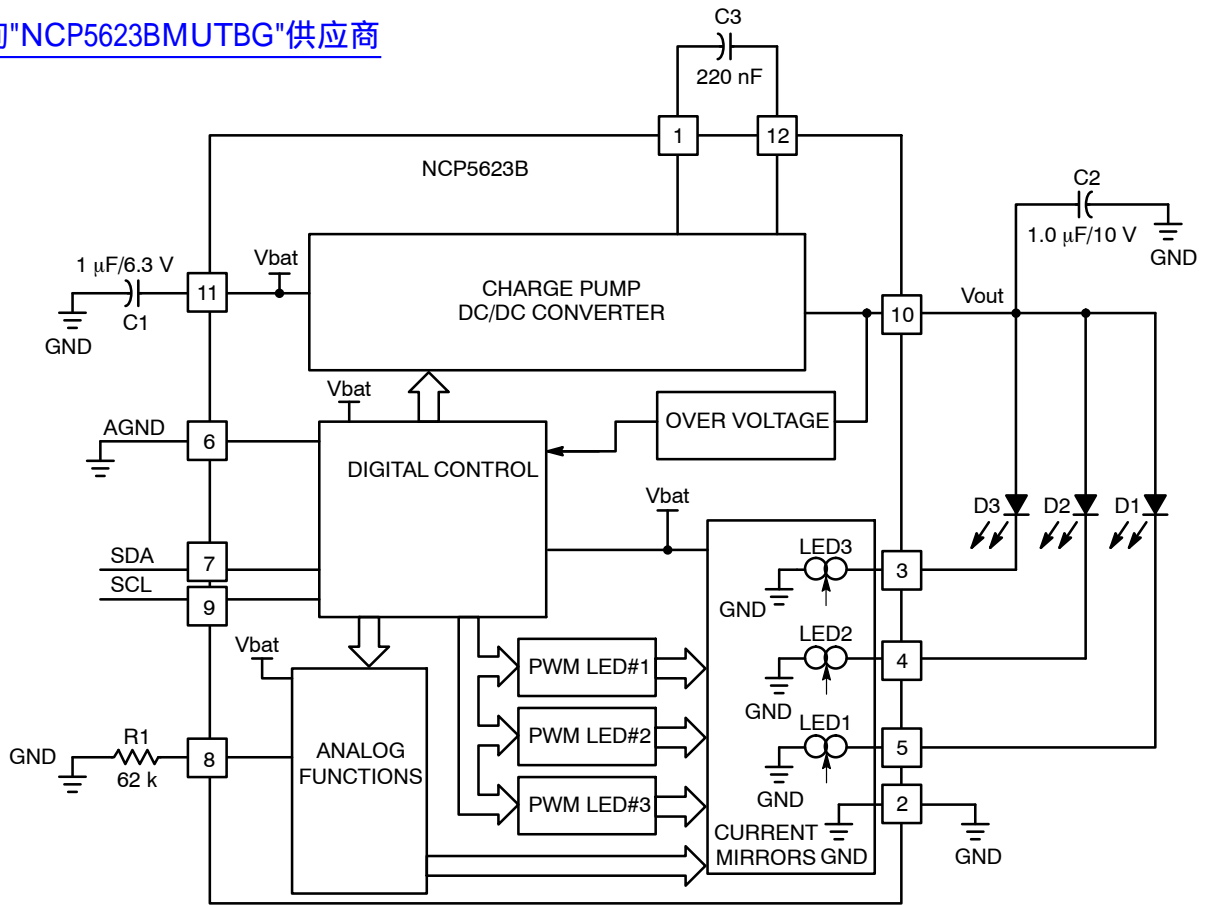 "NCP5623BMUTBG"供应商
C3
220 nF
1
12
NCP5623B
C2
1.0 μF/10 V
GND
1 μF/6.3 V
Vbat
11
C1
GND
CHARGE PUMP
DC/DC CONVERTER
Vout
10
Vbat
AGND
6
OVER VOLTAGE
DIGITAL CONTROL
Vbat
D3
D2
D1
SDA
7
SCL
9
LED3
3
GND
Vbat
PWM LED#1
LED2
4
GND
R1
GND
8
62 k
ANALOG
FUNCTIONS
PWM LED#2
LED1
5
GND
PWM LED#3
2
CURRENT
MIRRORS
GND
GND